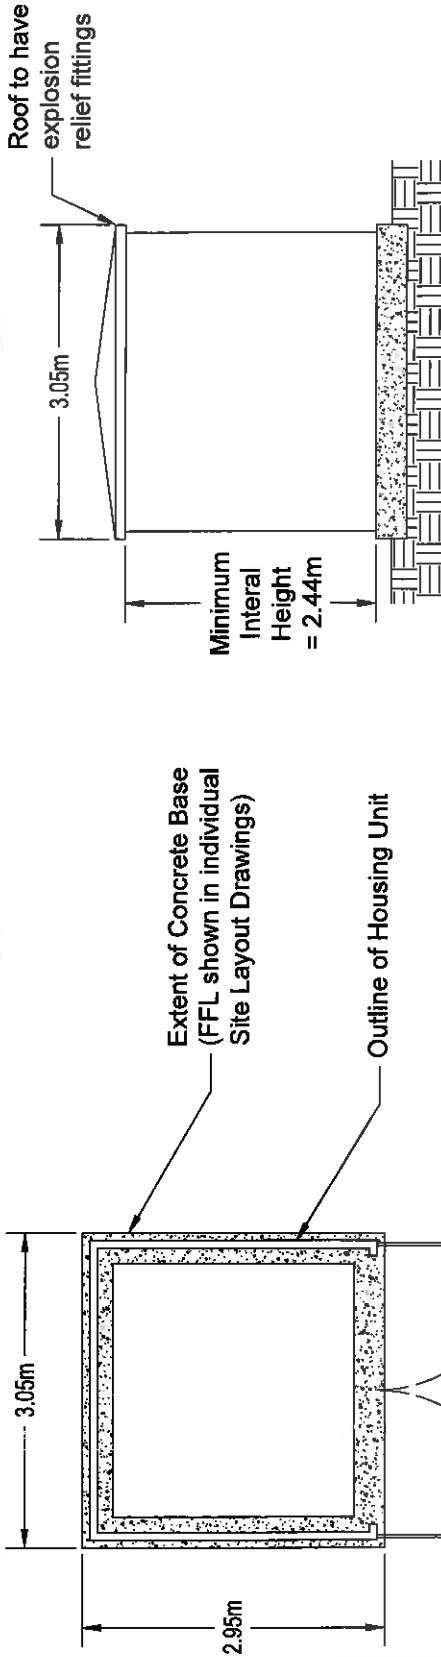 3.05m
2.95m
Extent of Concrete Base
(FFL shown in individual
Site Layout Drawings)
Outline of Housing Unit
3.05m
Roof to have
explosion
relief fittings
Minimum
Interal
Height
= 2.44m